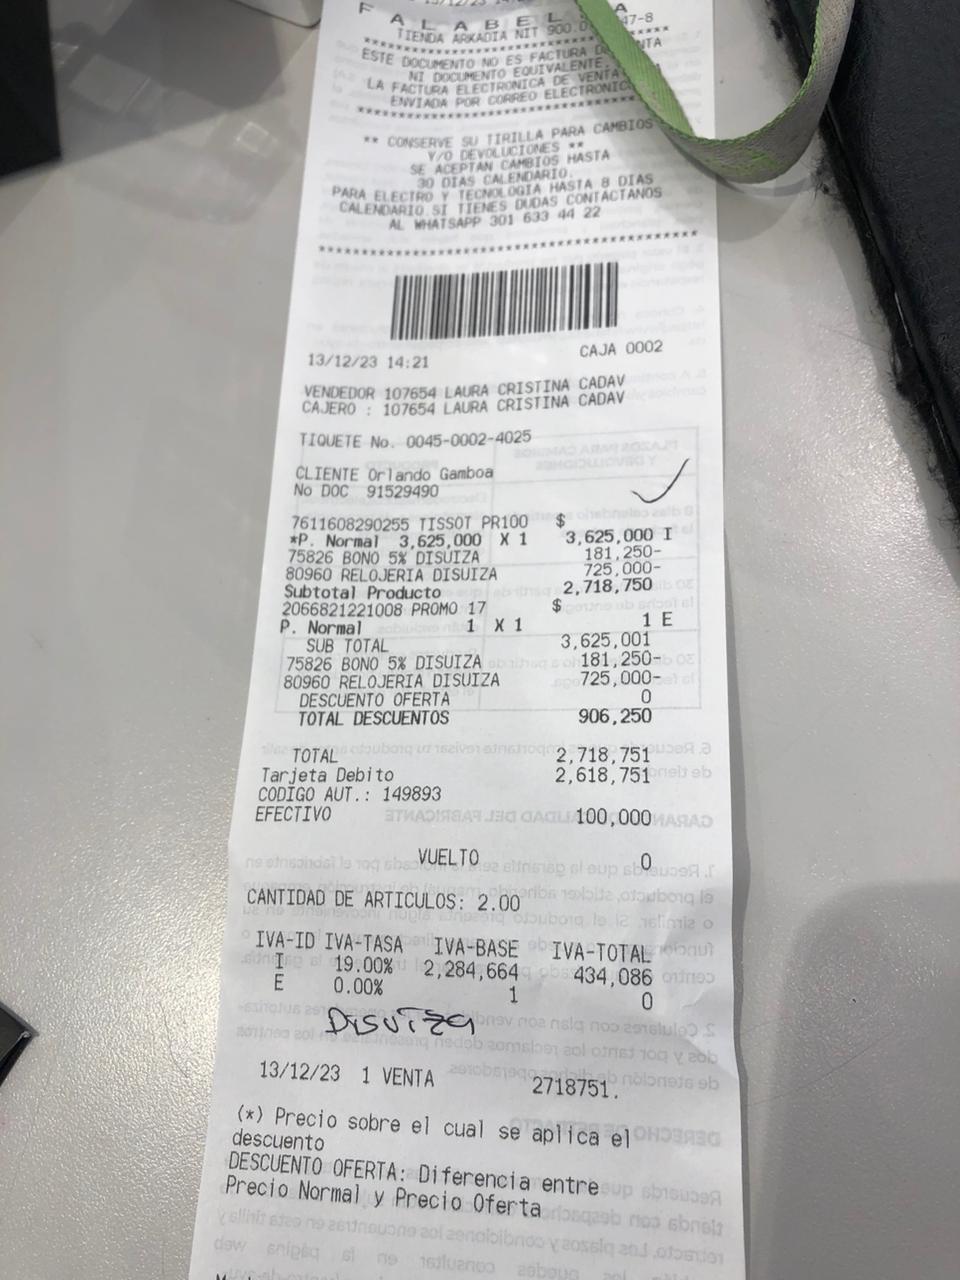 13/12/23 14:21
FALABEL A
TIENDA ARKADIA NIT 900.0 47-8
ESTE DOCUMENTO NO ES FACTURA DE NTA
NI DOCUMENTO EQUIVALENTE.
LA FACTURA ELECTRONICA DE VENTA
ENVIADA POR CORREO ELECTRONIC
** CONSERVE SU TIRILLA PARA CAMBIOS
Y/O DEVOLUCIONES **
SE ACEPTAN CAMBIOS HASTA
30 DIAS CALENDARIO.
PARA ELECTRO Y TECNOLOGIA HASTA 8 DIAS
CALENDARIO.SI TIENES DUDAS CONTACTANOS
AL WHATSAPP 301 633 44 22
13/12/23 14:21 CAJA 0002
VENDEDOR 107654 LAURA CRISTINA CADAV
CAJERO : 107654 LAURA CRISTINA CADAV
TIQUETE No. 0045-0002-4025
CLIENTE Orlando Gamboa
No DOC 91529490
7611608290255 TISSOT PR100 $
*P. Normal 3,625,000 X 1 3,625,000 I
75826 BONO 5% DISUIZA 181,250-
80960 RELOJERIA DISUIZA 725,000-
Subtotal Producto 2,718,750
2066821221008 PROMO 17 $
P. Normal 1 X 1 1 E
SUB TOTAL 3,625,001
75826 BONO 5% DISUIZA 181,250-
80960 RELOJERIA DISUIZA 725,000-
DESCUENTO OFERTA 0
TOTAL DESCUENTOS 906,250
TOTAL 2,718,751
Tarjeta Debito 2,618,751
CODIGO AUT.: 149893
EFECTIVO 100,000
VUELTO 0
CANTIDAD DE ARTICULOS: 2.00
IVA-ID IVA-TASA IVA-BASE IVA-TOTAL
I 19.00% 2,284,664 434,086
E 0.00% 1 0
Disuiza
13/12/23 1 VENTA 2718751.
(*) Precio sobre el cual se aplica el
descuento
DESCUENTO OFERTA: Diferencia entre
Precio Normal y Precio Oferta